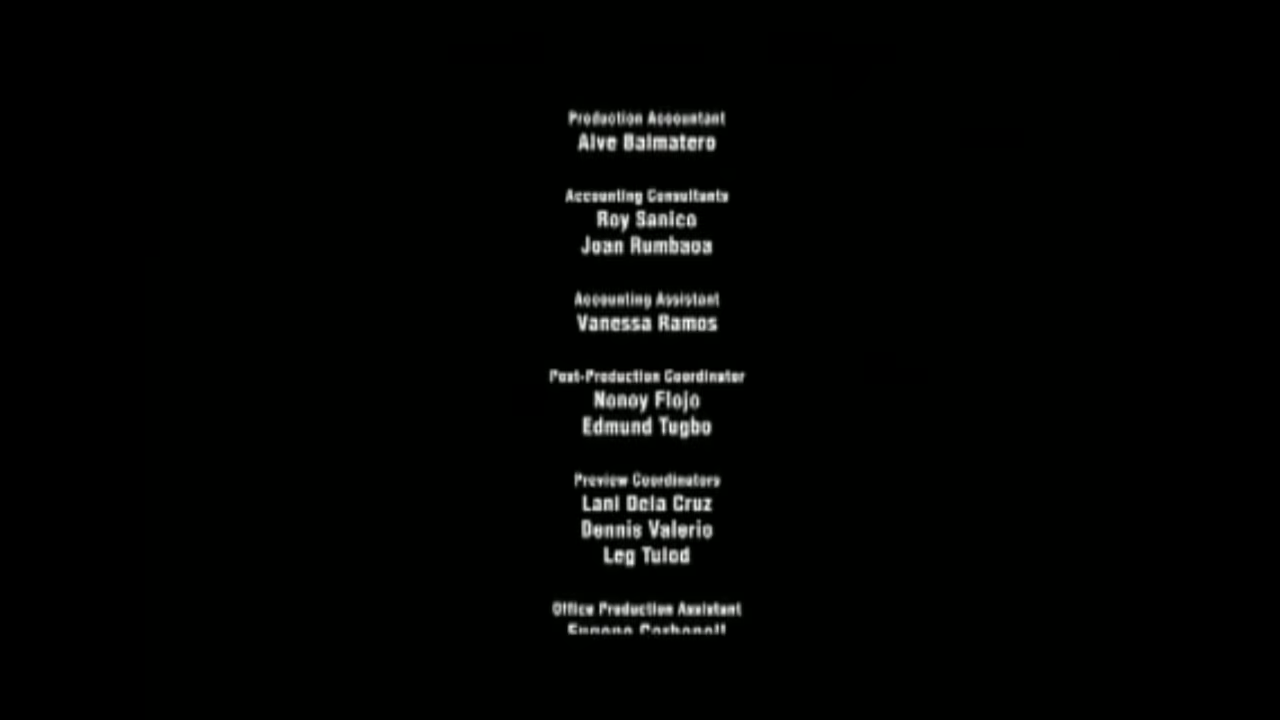 Production Accountant
Alve Balmatero
Accounting Consultants
Roy Sanico
Joan Rumbaoa
Accounting Assistant
Vanessa Ramos
Post-Production Coordinator
Nonoy Flojo
Edmund Tugbo
Preview Coordinators
Lani Dela Cruz
Dennis Valerio
Leg Tulod
Office Production Assistant